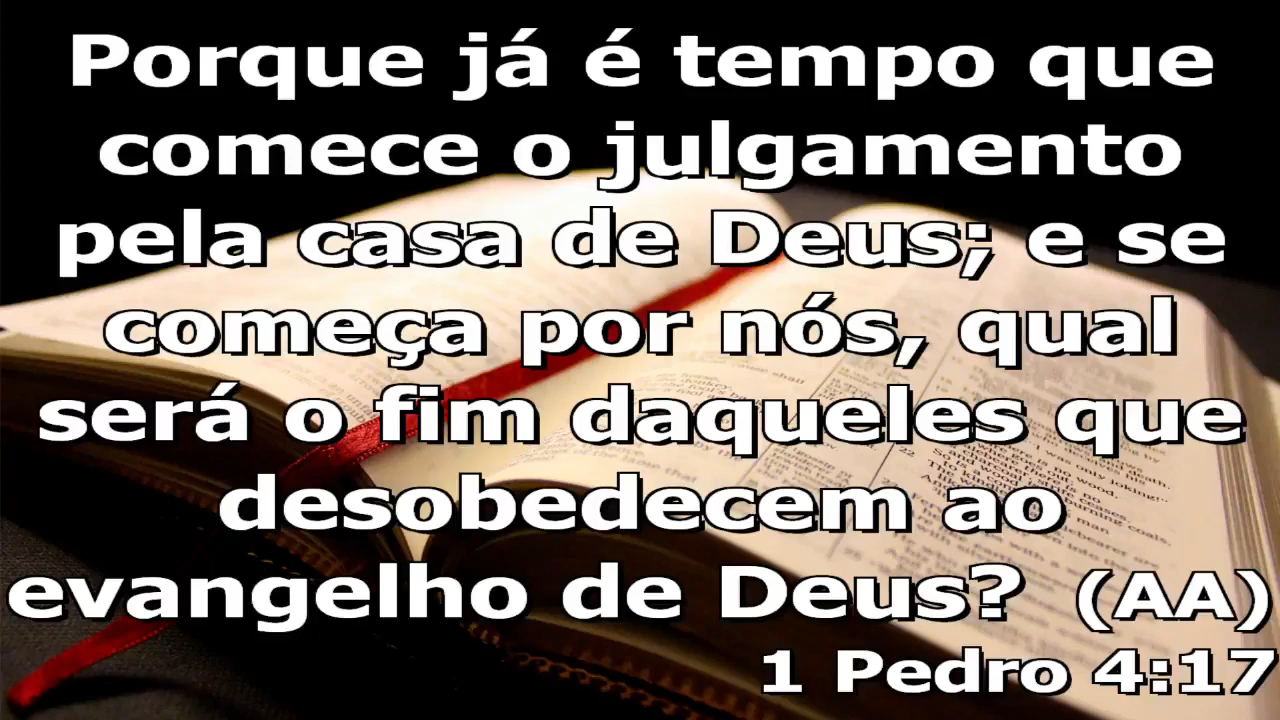 Porque já é tempo que
comece o julgamento
pela casa de Deus; e se
começa por nós, qual
será o fim daqueles que
desobedecem ao
evangelho de Deus? (AA)
1 Pedro 4:17